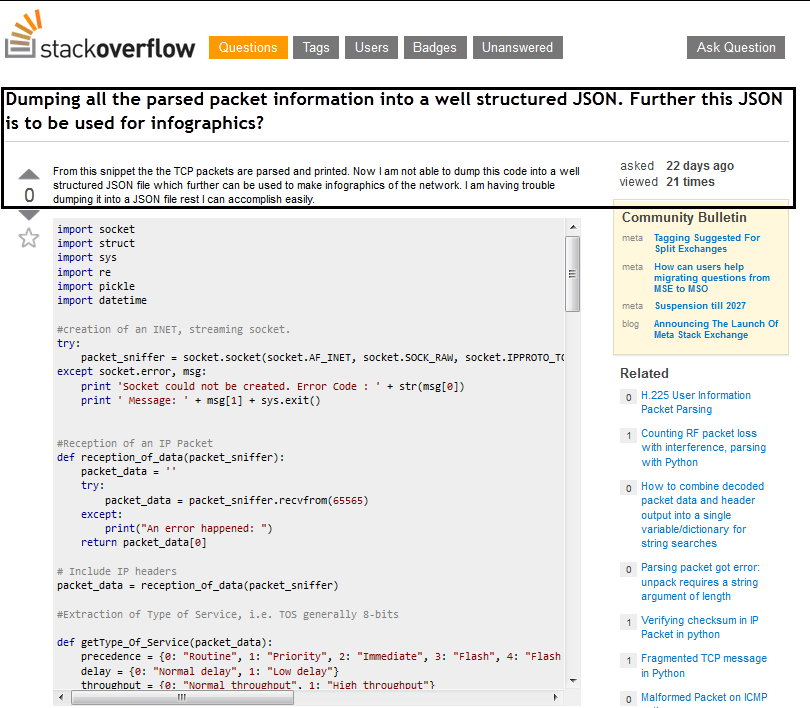 stackoverflow
Questions
Tags
Users
Badges
Unanswered
Ask Question
Dumping all the parsed packet information into a well structured JSON. Further this JSON
is to be used for infographics?
0
From this snippet the the TCP packets are parsed and printed. Now I am not able to dump this code into a well
structured JSON file which further can be used to make infographics of the network. I am having trouble
dumping it into a JSON file rest I can accomplish easily.
import socket
import struct
import sys
import re
import pickle
import datetime
#creation of an INET, streaming socket.
try:
    packet_sniffer = socket.socket(socket.AF_INET, socket.SOCK_RAW, socket.IPPROTO_TC
except socket.error, msg:
    print 'Socket could not be created. Error Code : ' + str(msg[0])
    print ' Message: ' + msg[1] + sys.exit()
#Reception of an IP Packet
def reception_of_data(packet_sniffer):
    packet_data = ''
    try:
        packet_data = packet_sniffer.recvfrom(65565)
    except:
        print("An error happened: ")
    return packet_data[0]
# Include IP headers
packet_data = reception_of_data(packet_sniffer)
#Extraction of Type of Service, i.e. TOS generally 8-bits
def getType_Of_Service(packet_data):
    precedence = {0: "Routine", 1: "Priority", 2: "Immediate", 3: "Flash", 4: "Flash
    delay = {0: "Normal delay", 1: "Low delay"}
    throughput = {0: "Normal throughput", 1: "High throughput"}
asked 22 days ago
viewed 21 times
Community Bulletin
meta Tagging Suggested For
Split Exchanges
meta How can users help
migrating questions from
MSE to MSO
meta Suspension till 2027
blog Announcing The Launch Of
Meta Stack Exchange
Related
0 H.225 User Information
Packet Parsing
1 Counting RF packet loss
with interference, parsing
with Python
0 How to combine decoded
packet data and header
output into a single
variable/dictionary for
string searches
0 Parsing packet got error:
unpack requires a string
argument of length
1 Verifying checksum in IP
Packet in python
1 Fragmented TCP message
in Python
0 Malformed Packet on ICMP